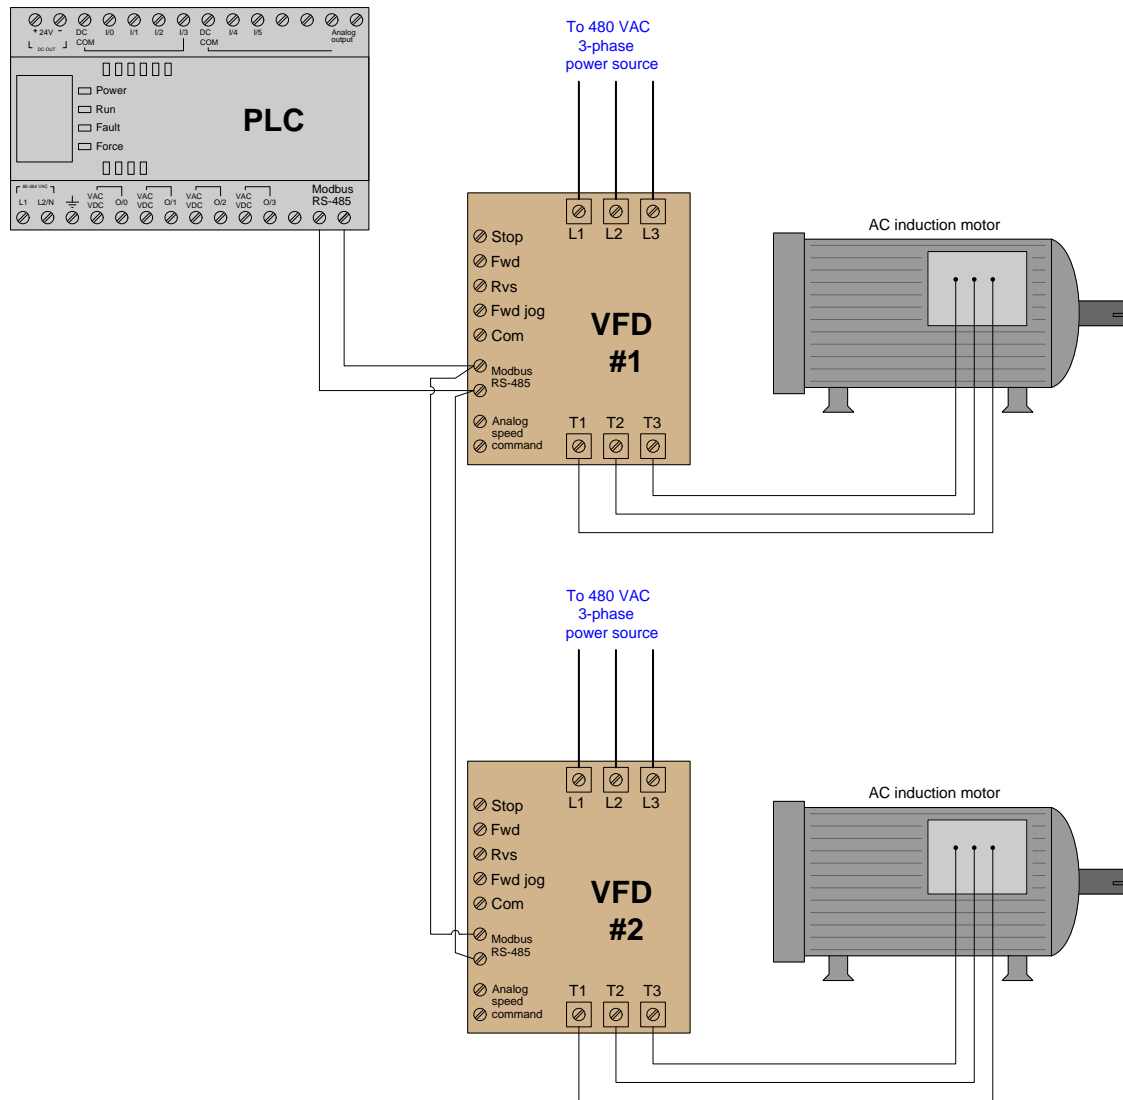 + 24V -
DC OUT
DC COM
I/0
I/1
I/2
I/3
DC COM
I/4
I/5
Analog output
Power
Run
Fault
Force
PLC
85-264 VAC
L1
L2/N
VAC VDC
O/0
VAC VDC
O/1
VAC VDC
O/2
VAC VDC
O/3
Modbus
RS-485
To 480 VAC
3-phase
power source
L1
L2
L3
Stop
Fwd
Rvs
Fwd jog
Com
Modbus
RS-485
Analog
speed
command
VFD
#1
T1
T2
T3
AC induction motor
To 480 VAC
3-phase
power source
L1
L2
L3
Stop
Fwd
Rvs
Fwd jog
Com
Modbus
RS-485
Analog
speed
command
VFD
#2
T1
T2
T3
AC induction motor